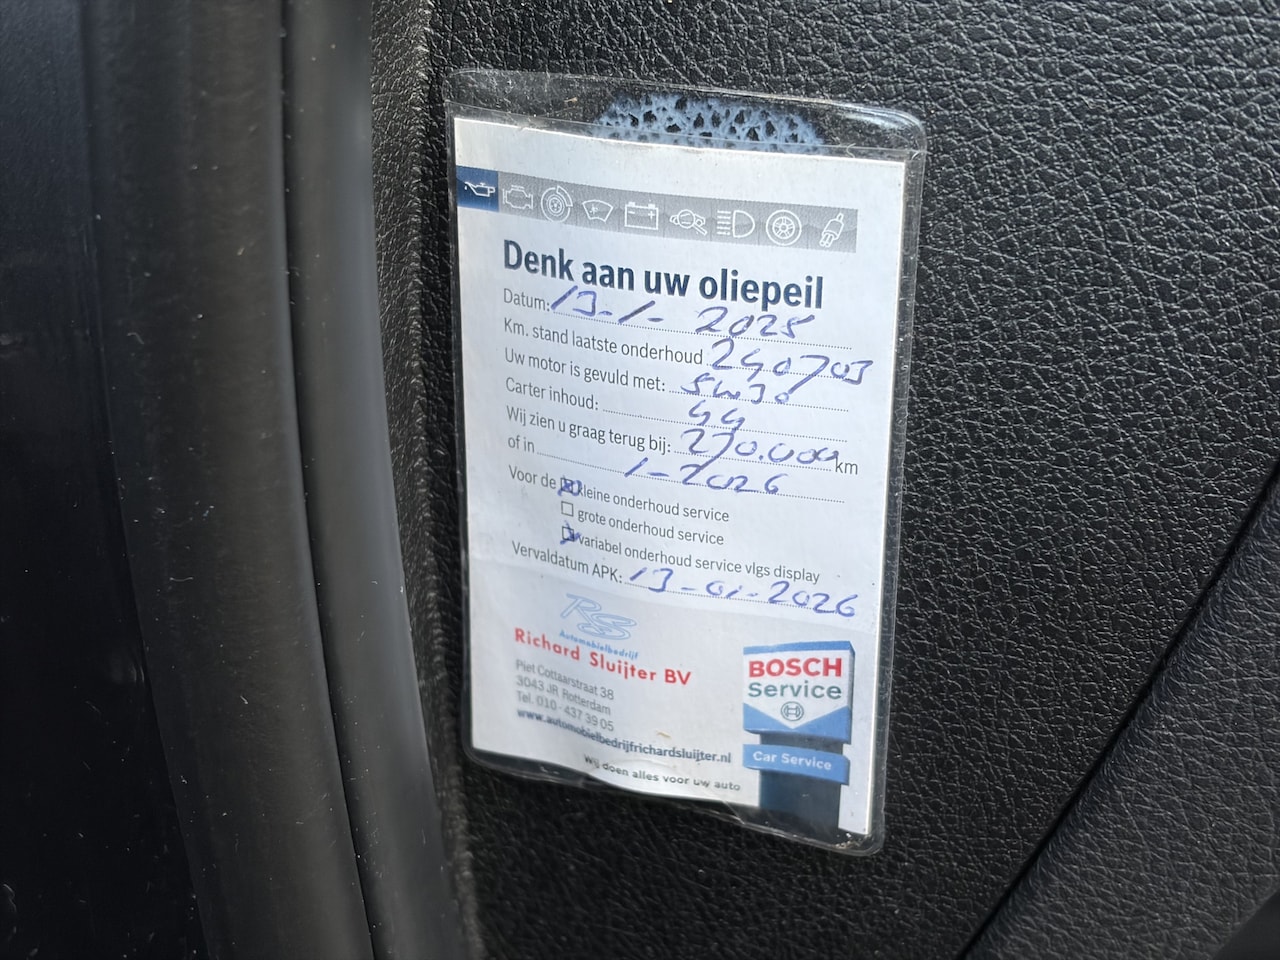 Denk aan uw oliepeil
Datum: 13-1-2025
Km. stand laatste onderhoud 240703
Uw motor is gevuld met: 5w30
Carter inhoud: 44
Wij zien u graag terug bij: 270.000 km
of in 1-2026
Voor de kleine onderhoud service
grote onderhoud service
variabel onderhoud service vlgs display
Vervaldatum APK: 13-01-2026
RS
Automobielbedrijf
Richard Sluijter BV
Piet Cottaarstraat 38
3043 JR Rotterdam
Tel. 010 - 437 39 05
www.automobielbedrijfrichardsluijter.nl
Wij doen alles voor uw auto
BOSCH
Service
Car Service